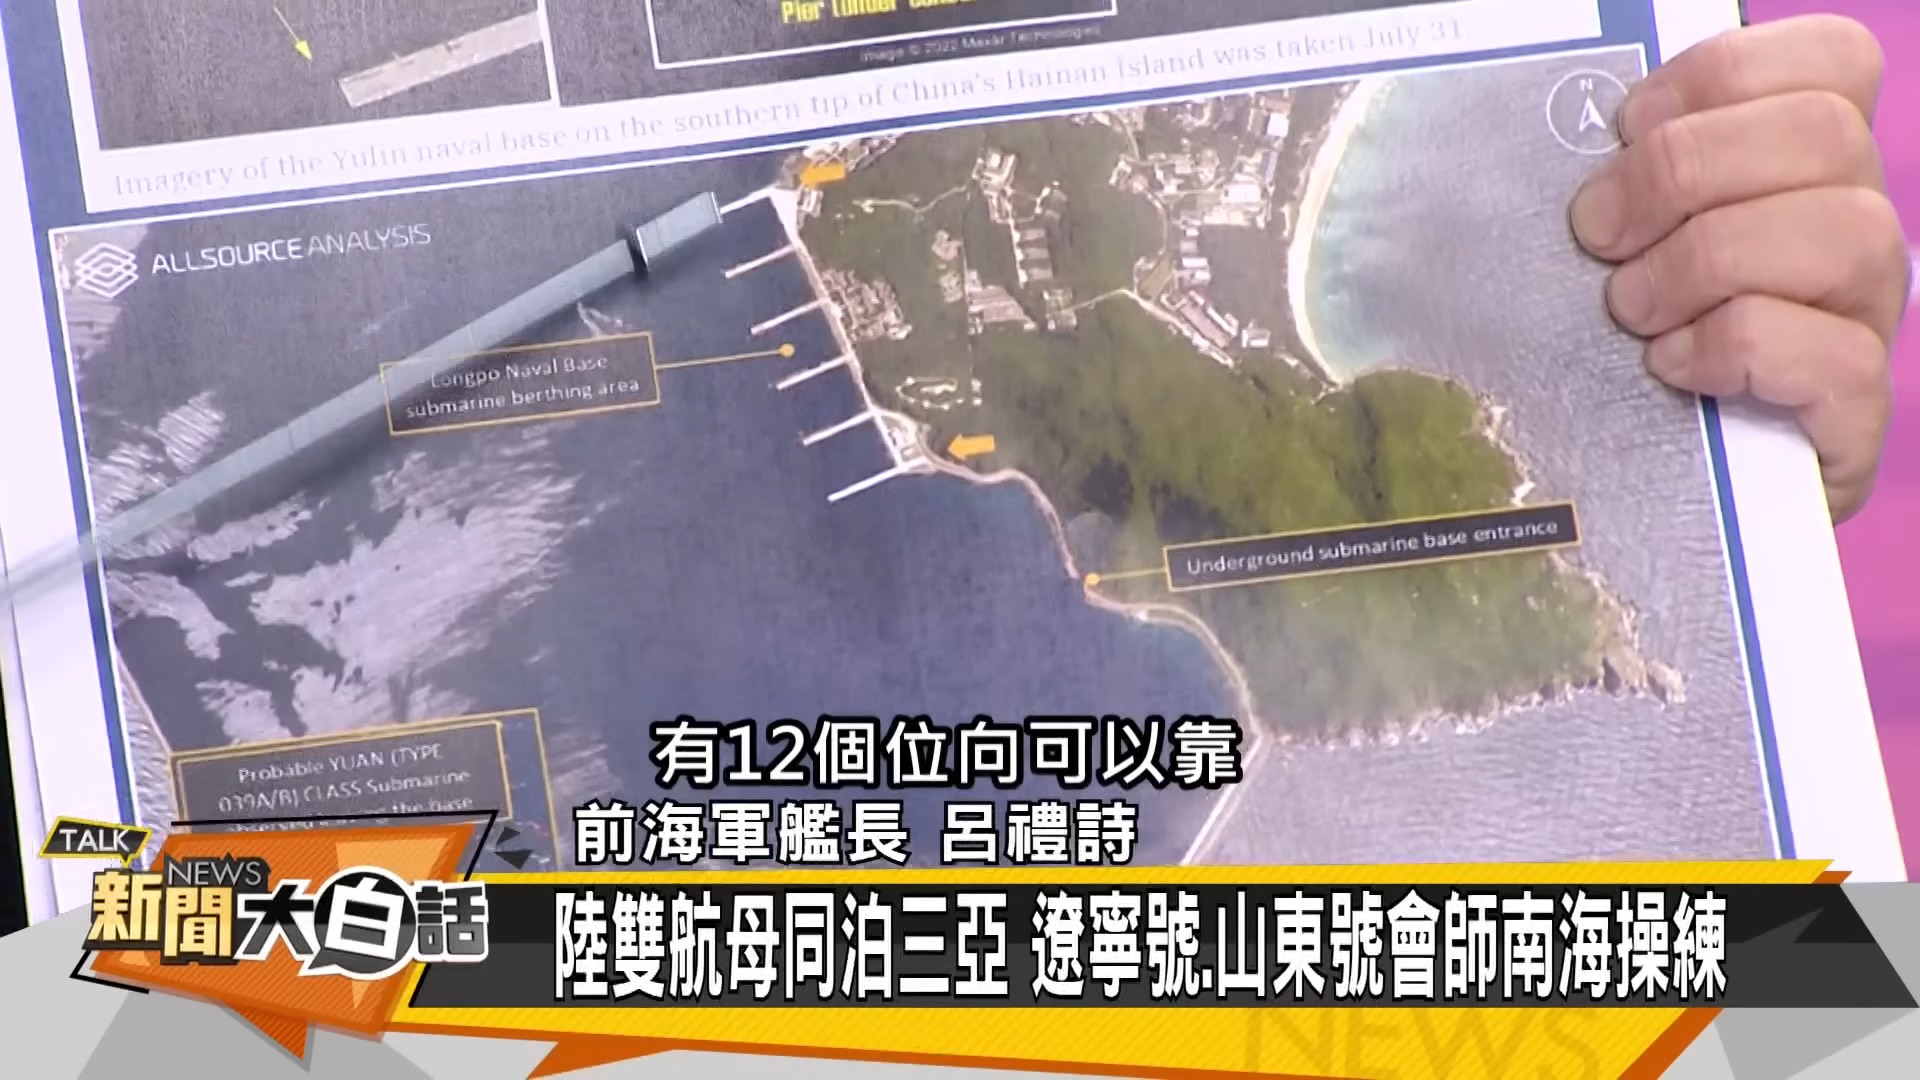 Pier (under
Image © 2022 Maxar Technologies
Imagery of the Yulin naval base on the southern tip of China's Hainan Island was taken July 31
N
ALLSOURCE ANALYSIS
Longpo Naval Base
submarine berthing area
Underground submarine base entrance
Probable YUAN (TYPE
039A/B) CLASS Submarine
the base
有12個位向可以靠
前海軍艦長 呂禮詩
TALK
NEWS
新聞大白話
陸雙航母同泊三亞 遼寧號.山東號會師南海操練
NEWS